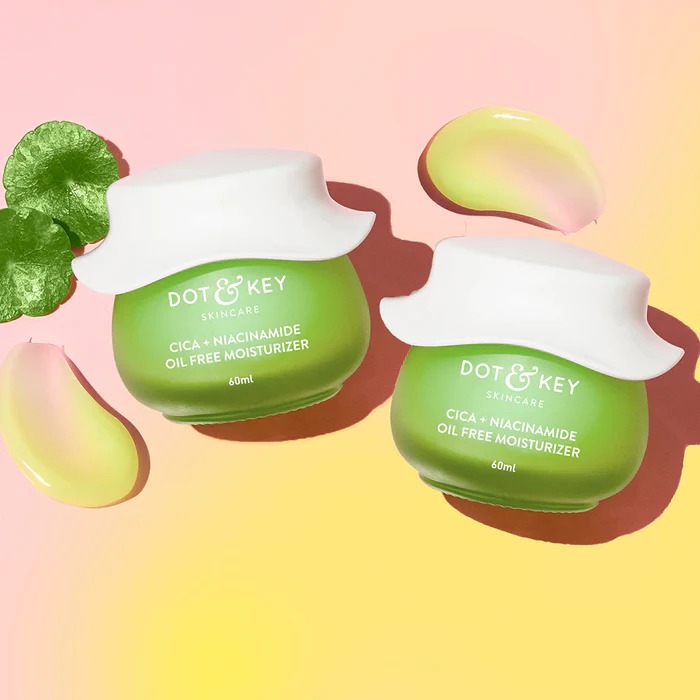 DOT & KEY
SKINCARE
CICA + NIACINAMIDE
OIL FREE MOISTURIZER
60ml
DOT & KEY
SKINCARE
CICA + NIACINAMIDE
OIL FREE MOISTURIZER
60ml